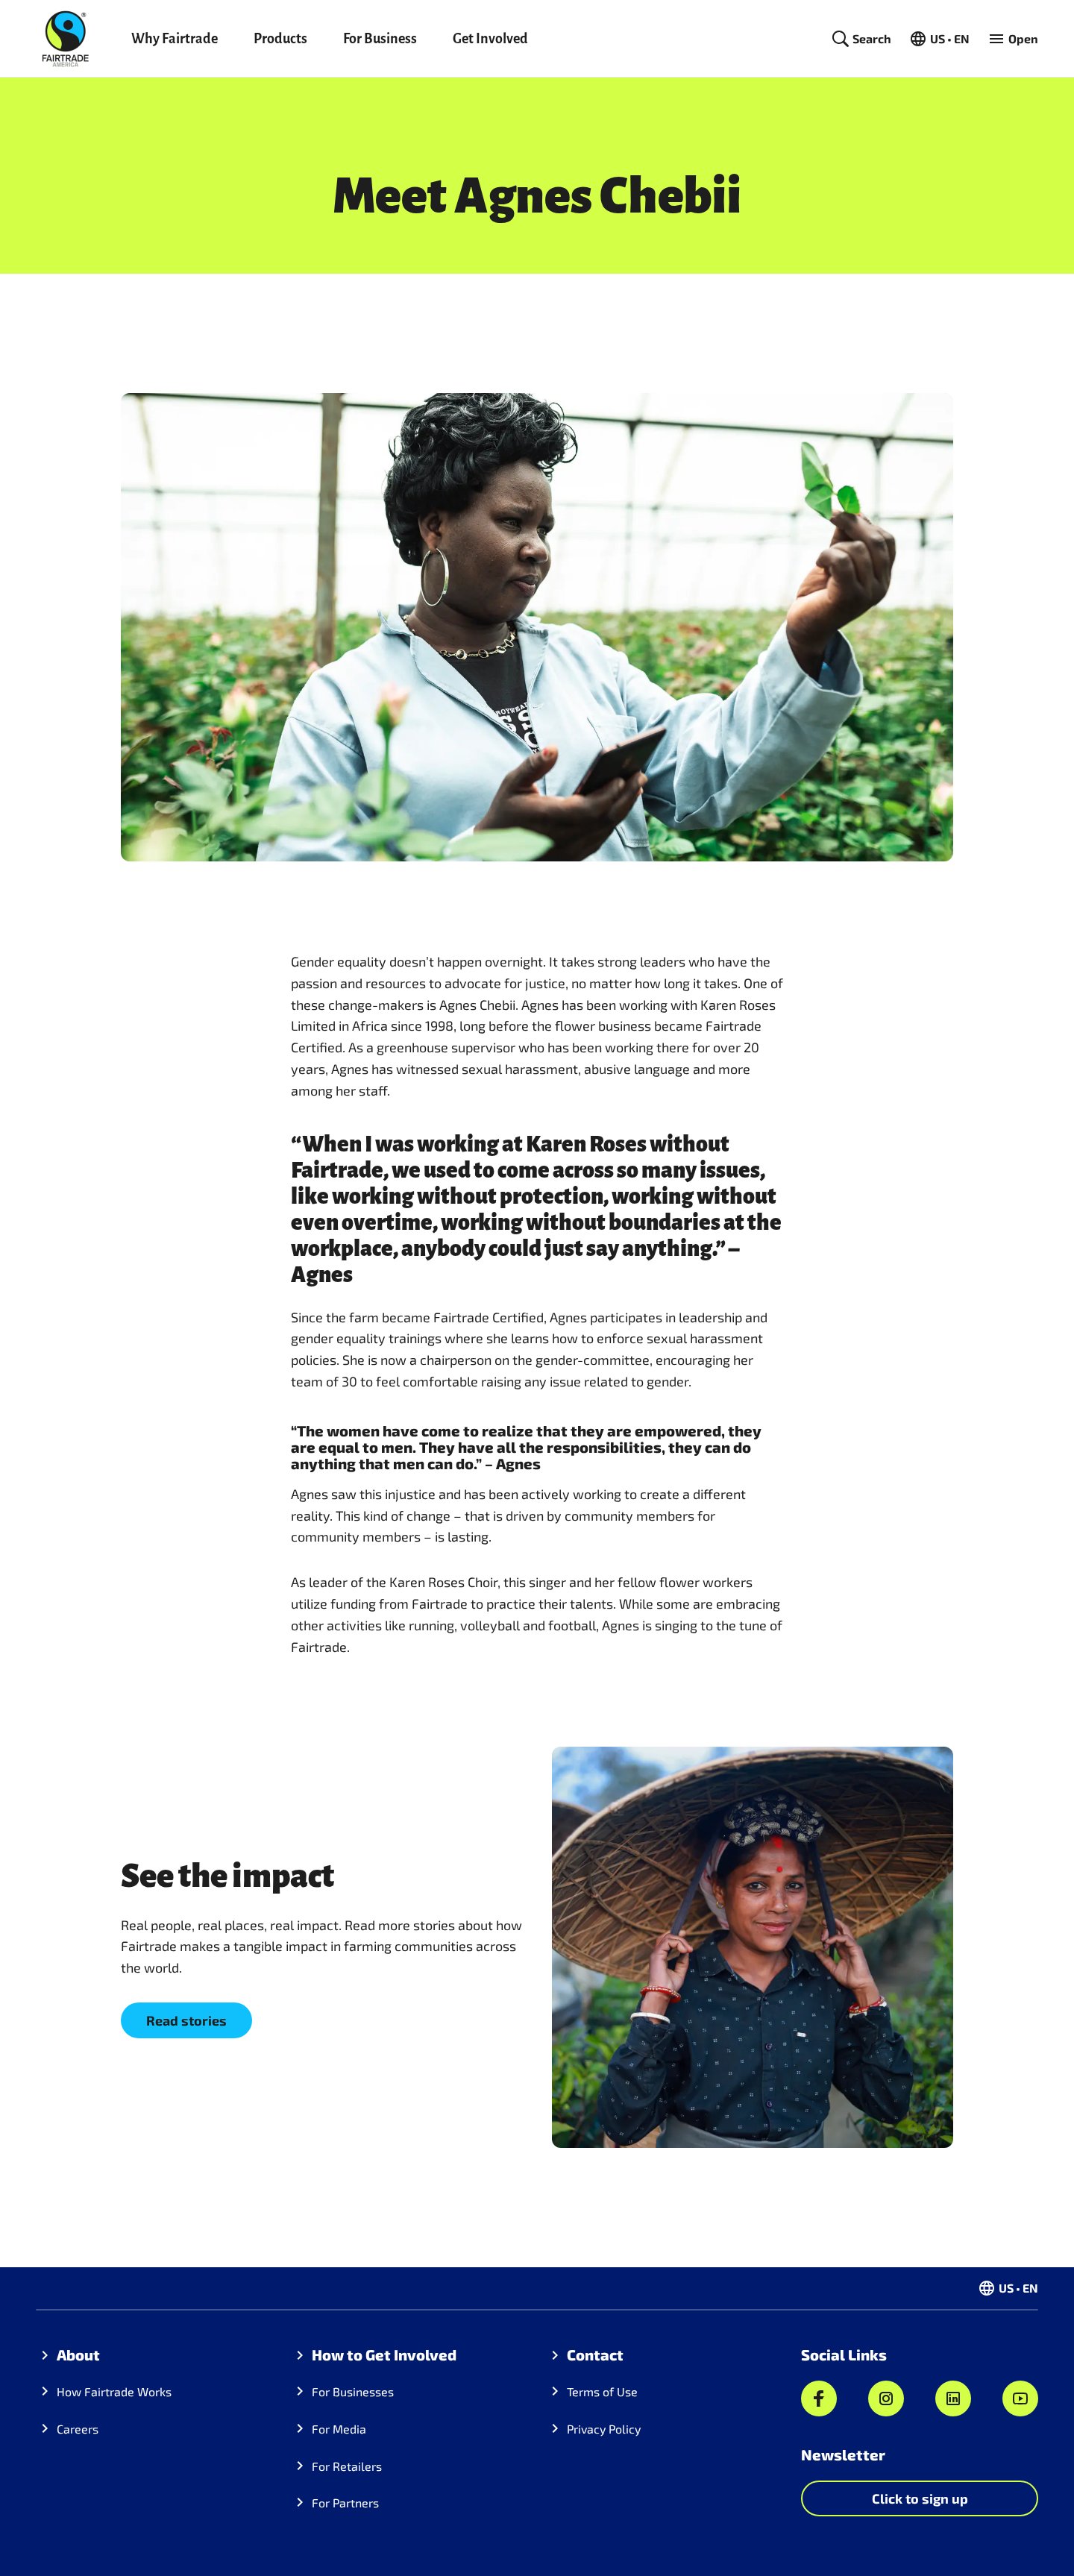 Why Fairtrade
Products
For Business
Get Involved
Search
US • EN
Open
FAIRTRADE
AMERICA
Meet Agnes Chebii
Gender equality doesn’t happen overnight. It takes strong leaders who have the
passion and resources to advocate for justice, no matter how long it takes. One of
these change-makers is Agnes Chebii. Agnes has been working with Karen Roses
Limited in Africa since 1998, long before the flower business became Fairtrade
Certified. As a greenhouse supervisor who has been working there for over 20
years, Agnes has witnessed sexual harassment, abusive language and more
among her staff.
“When I was working at Karen Roses without
Fairtrade, we used to come across so many issues,
like working without protection, working without
even overtime, working without boundaries at the
workplace, anybody could just say anything.” –
Agnes
Since the farm became Fairtrade Certified, Agnes participates in leadership and
gender equality trainings where she learns how to enforce sexual harassment
policies. She is now a chairperson on the gender-committee, encouraging her
team of 30 to feel comfortable raising any issue related to gender.
“The women have come to realize that they are empowered, they
are equal to men. They have all the responsibilities, they can do
anything that men can do.” – Agnes
Agnes saw this injustice and has been actively working to create a different
reality. This kind of change – that is driven by community members for
community members – is lasting.
As leader of the Karen Roses Choir, this singer and her fellow flower workers
utilize funding from Fairtrade to practice their talents. While some are embracing
other activities like running, volleyball and football, Agnes is singing to the tune of
Fairtrade.
See the impact
Real people, real places, real impact. Read more stories about how
Fairtrade makes a tangible impact in farming communities across
the world.
Read stories
US • EN
About
How Fairtrade Works
Careers
How to Get Involved
For Businesses
For Media
For Retailers
For Partners
Contact
Terms of Use
Privacy Policy
Social Links
Newsletter
Click to sign up